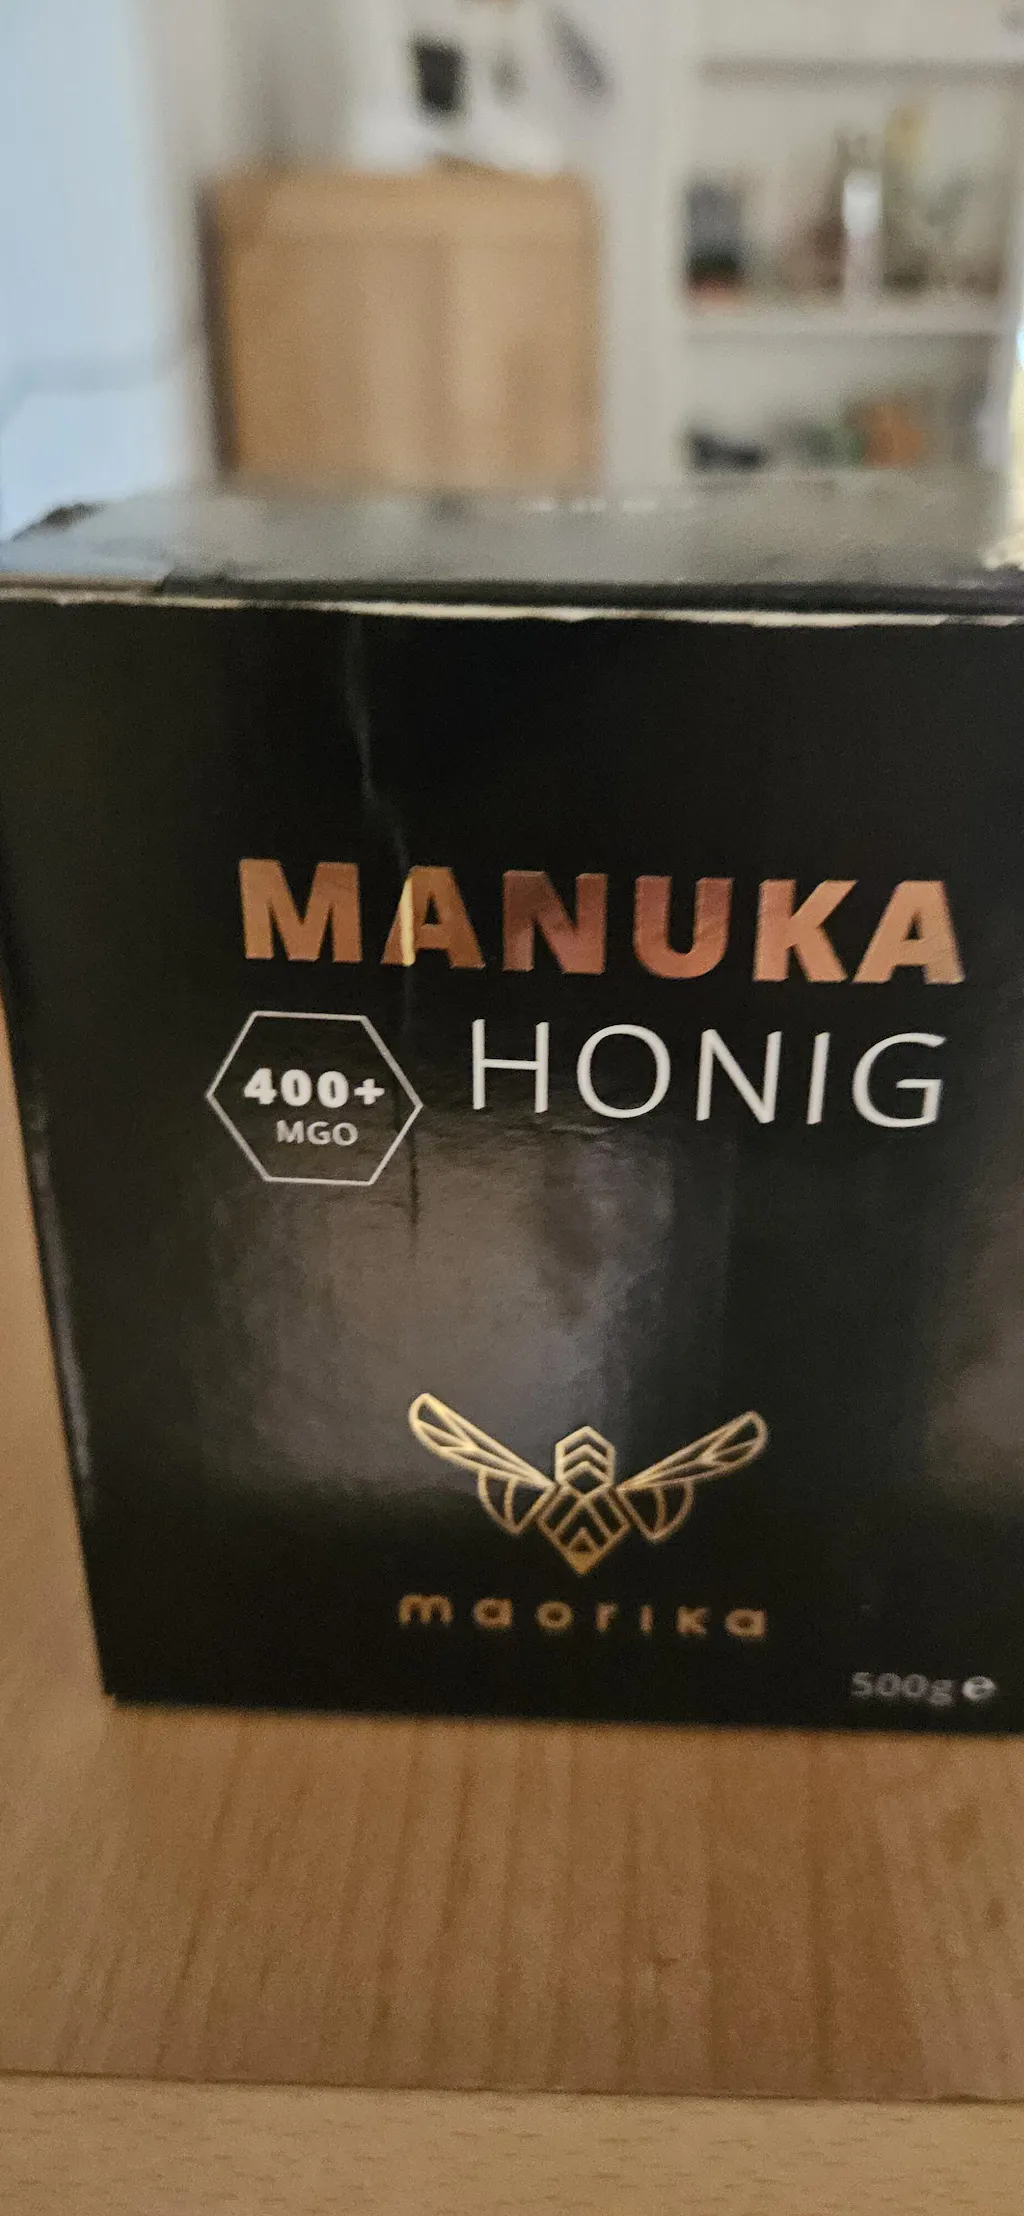 MANUKA
HONIG
400+
MGO
maorika
500g ℮